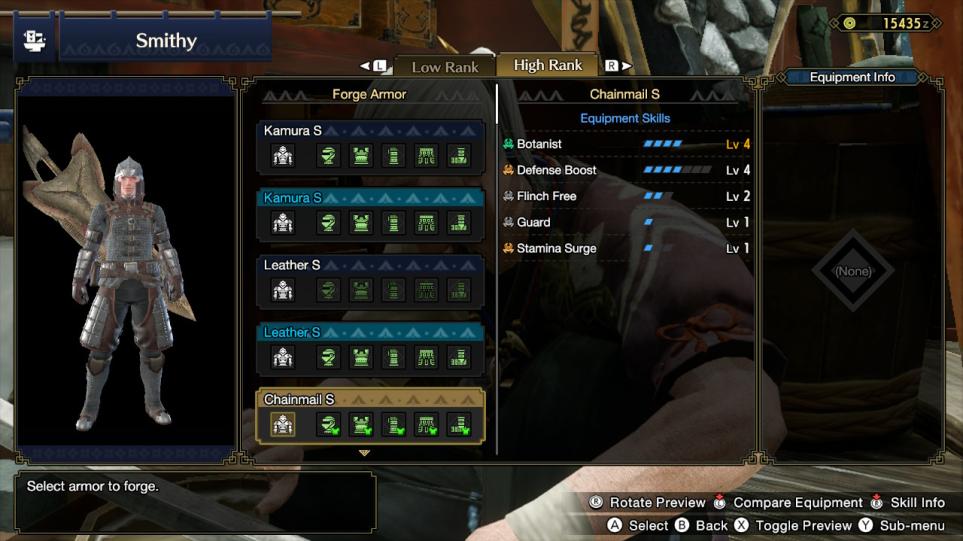 Smithy
15435z
L Low Rank High Rank R
Equipment Info
Forge Armor
Kamura S
Kamura S
Leather S
Leather S
Chainmail S
Chainmail S
Equipment Skills
Botanist Lv 4
Defense Boost Lv 4
Flinch Free Lv 2
Guard Lv 1
Stamina Surge Lv 1
(None)
Select armor to forge.
R Rotate Preview L Compare Equipment R Skill Info
A Select B Back X Toggle Preview Y Sub-menu